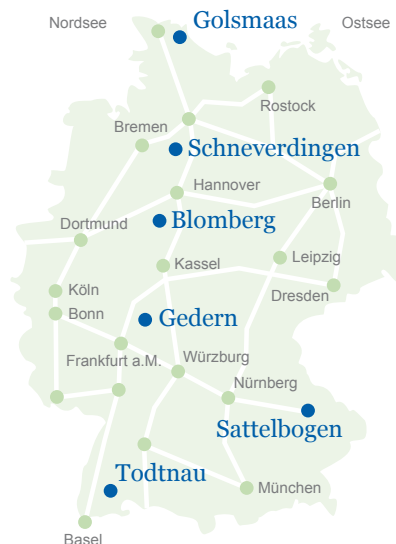 Nordsee
Golsmaas
Ostsee
Rostock
Bremen
Schneverdingen
Hannover
Berlin
Dortmund
Blomberg
Kassel
Leipzig
Köln
Dresden
Bonn
Gedern
Frankfurt a.M.
Würzburg
Nürnberg
Sattelbogen
Todtnau
München
Basel